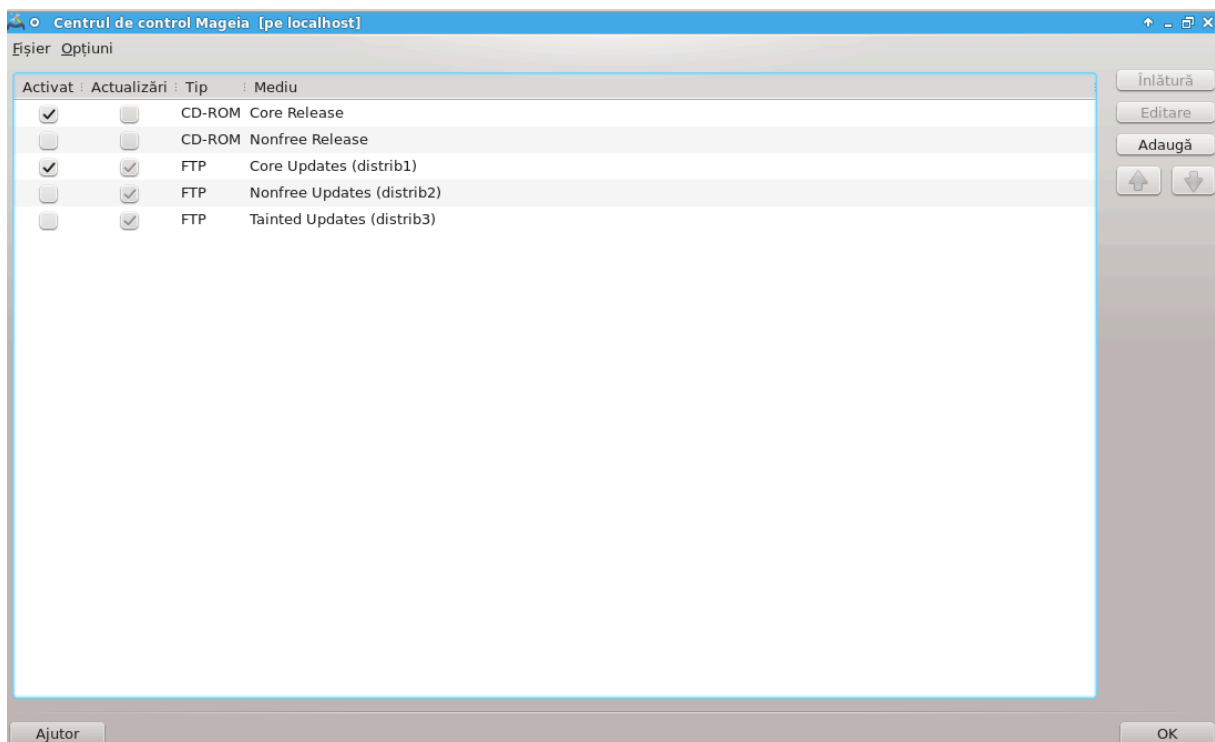 Centrul de control Mageia [pe localhost]
Fișier Opțiuni
Activat Actualizări Tip Mediu
CD-ROM Core Release
CD-ROM Nonfree Release
FTP Core Updates (distrib1)
FTP Nonfree Updates (distrib2)
FTP Tainted Updates (distrib3)
Înlătură
Editare
Adaugă
Ajutor
OK